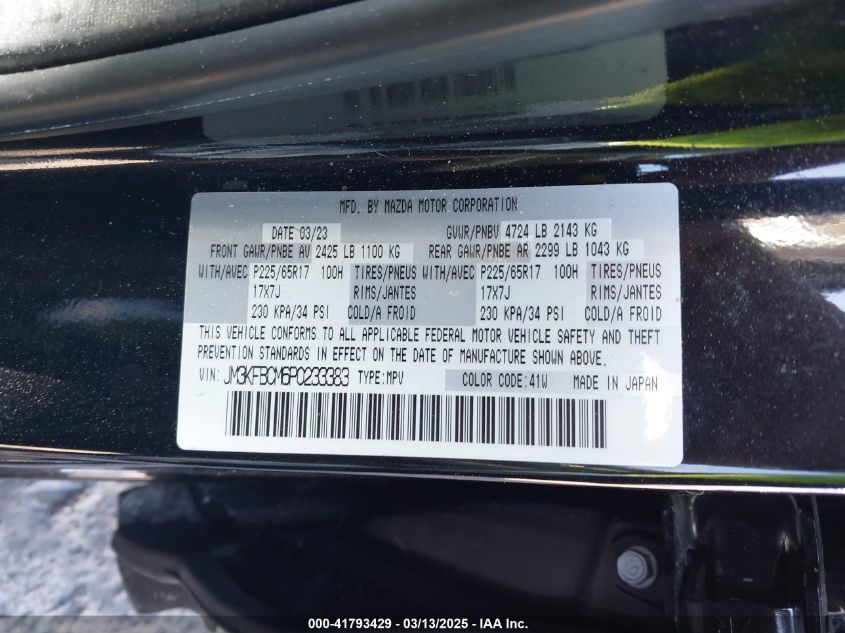 MFD. BY MAZDA MOTOR CORPORATION
DATE 03/23 GVWR/PNBV 4724 LB 2143 KG
FRONT GAWR/PNBE AV 2425 LB 1100 KG REAR GAWR/PNBE AR 2299 LB 1043 KG
WITH/AVEC P225/65R17 100H TIRES/PNEUS WITH/AVEC P225/65R17 100H TIRES/PNEUS
17X7J RIMS/JANTES 17X7J RIMS/JANTES
230 KPA/34 PSI COLD/A FROID 230 KPA/34 PSI COLD/A FROID
THIS VEHICLE CONFORMS TO ALL APPLICABLE FEDERAL MOTOR VEHICLE SAFETY AND THEFT
PREVENTION STANDARDS IN EFFECT ON THE DATE OF MANUFACTURE SHOWN ABOVE.
VIN: JM3KFBCM6P0233383 TYPE:MPV COLOR CODE:41W MADE IN JAPAN
000-41793429 - 03/13/2025 - IAA Inc.